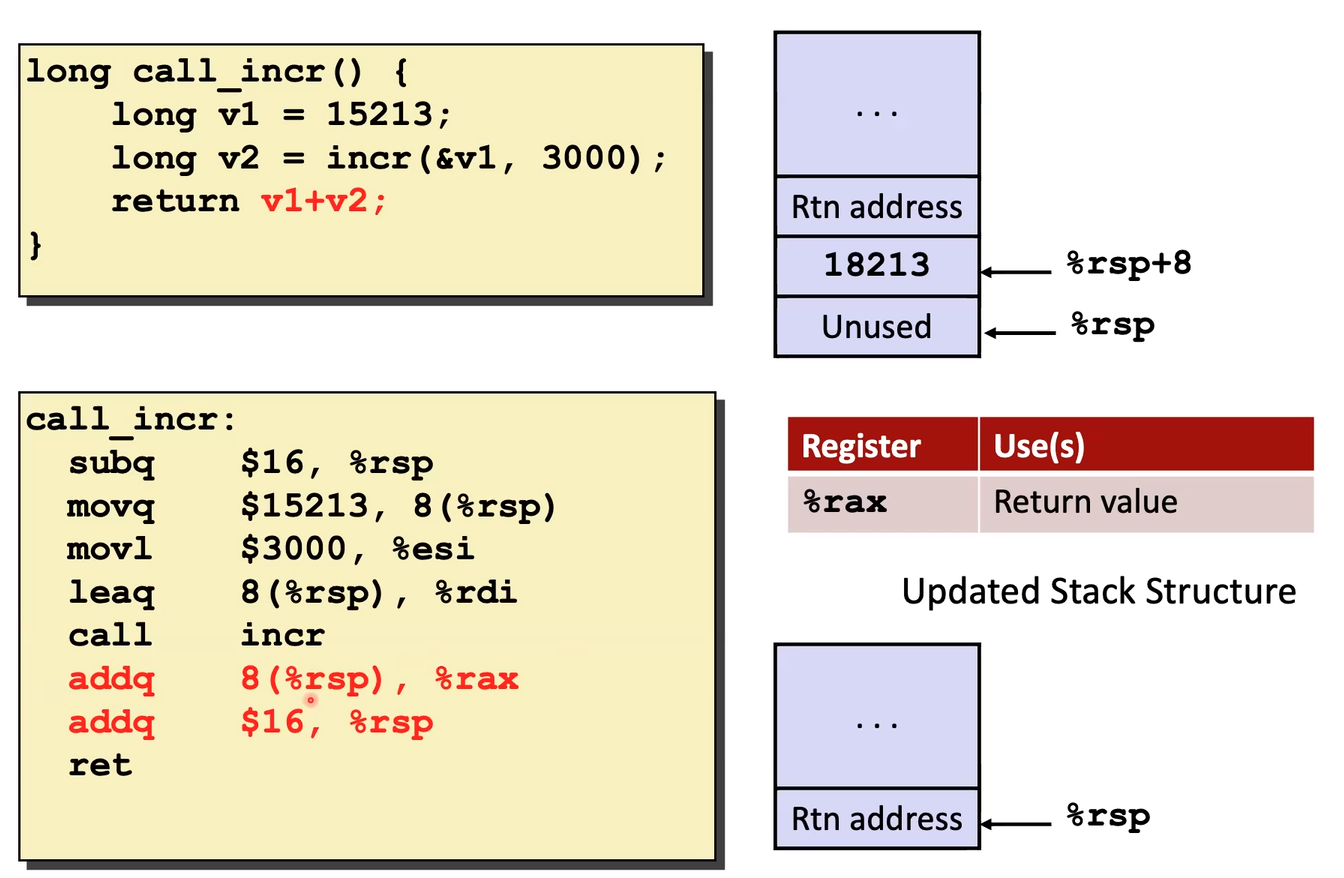 long call_incr() {
    long v1 = 15213;
    long v2 = incr(&v1, 3000);
    return v1+v2;
}
...
Rtn address
18213
%rsp+8
Unused
%rsp
call_incr:
  subq    $16, %rsp
  movq    $15213, 8(%rsp)
  movl    $3000, %esi
  leaq    8(%rsp), %rdi
  call    incr
  addq    8(%rsp), %rax
  addq    $16, %rsp
  ret
Register Use(s)
%rax Return value
Updated Stack Structure
...
Rtn address
%rsp